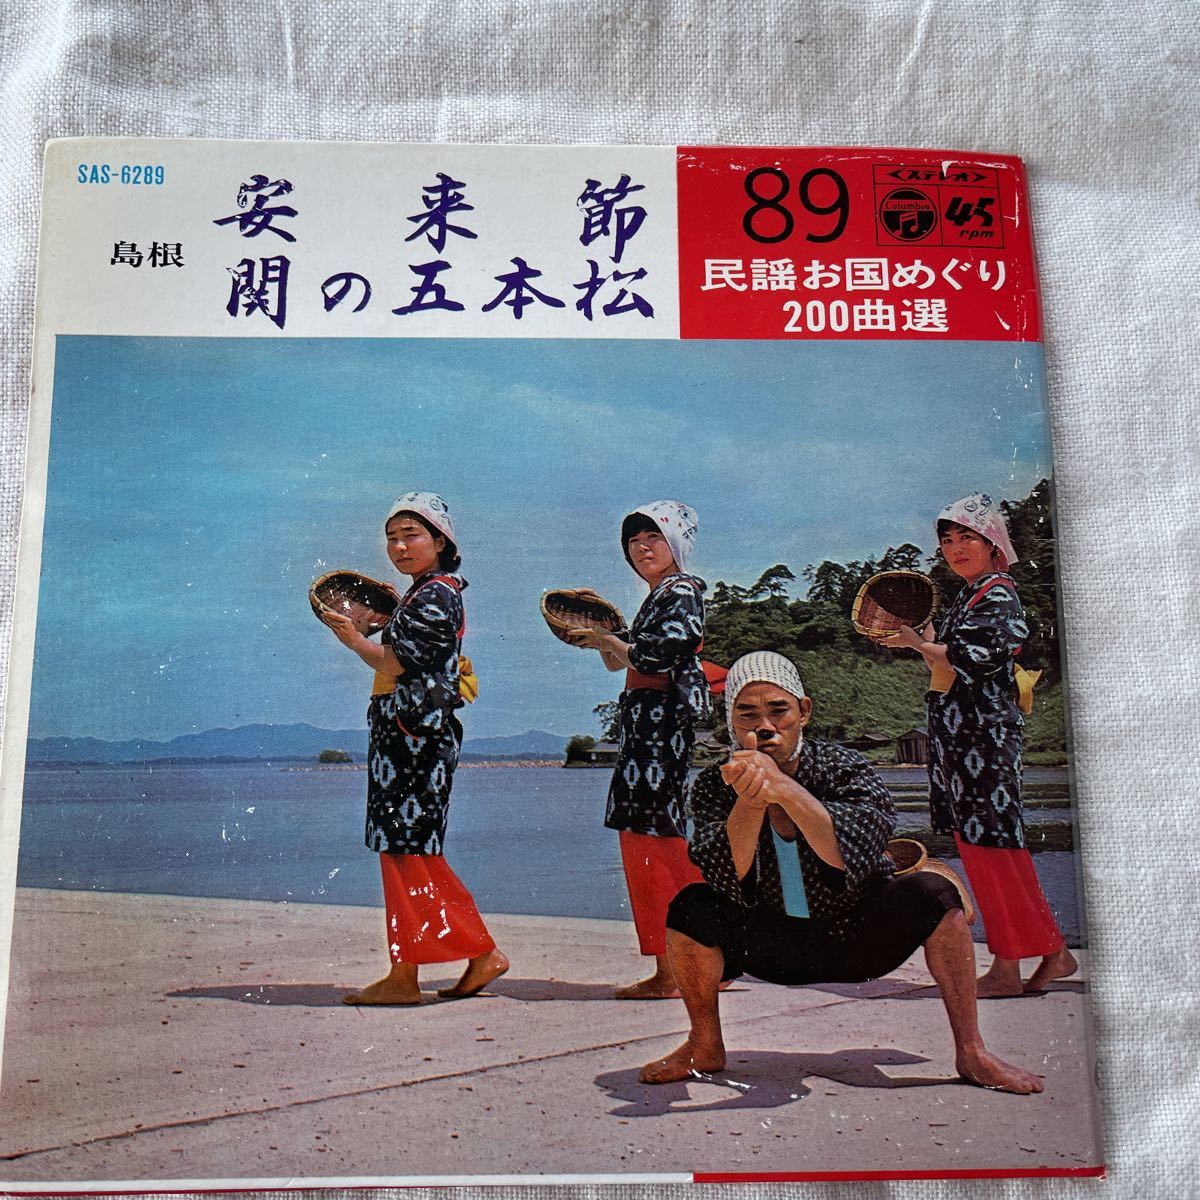 SAS-6289
島根
安来節
関の五本松
89
ステレオ
Columbia
45
rpm
民謡お国めぐり
200曲選